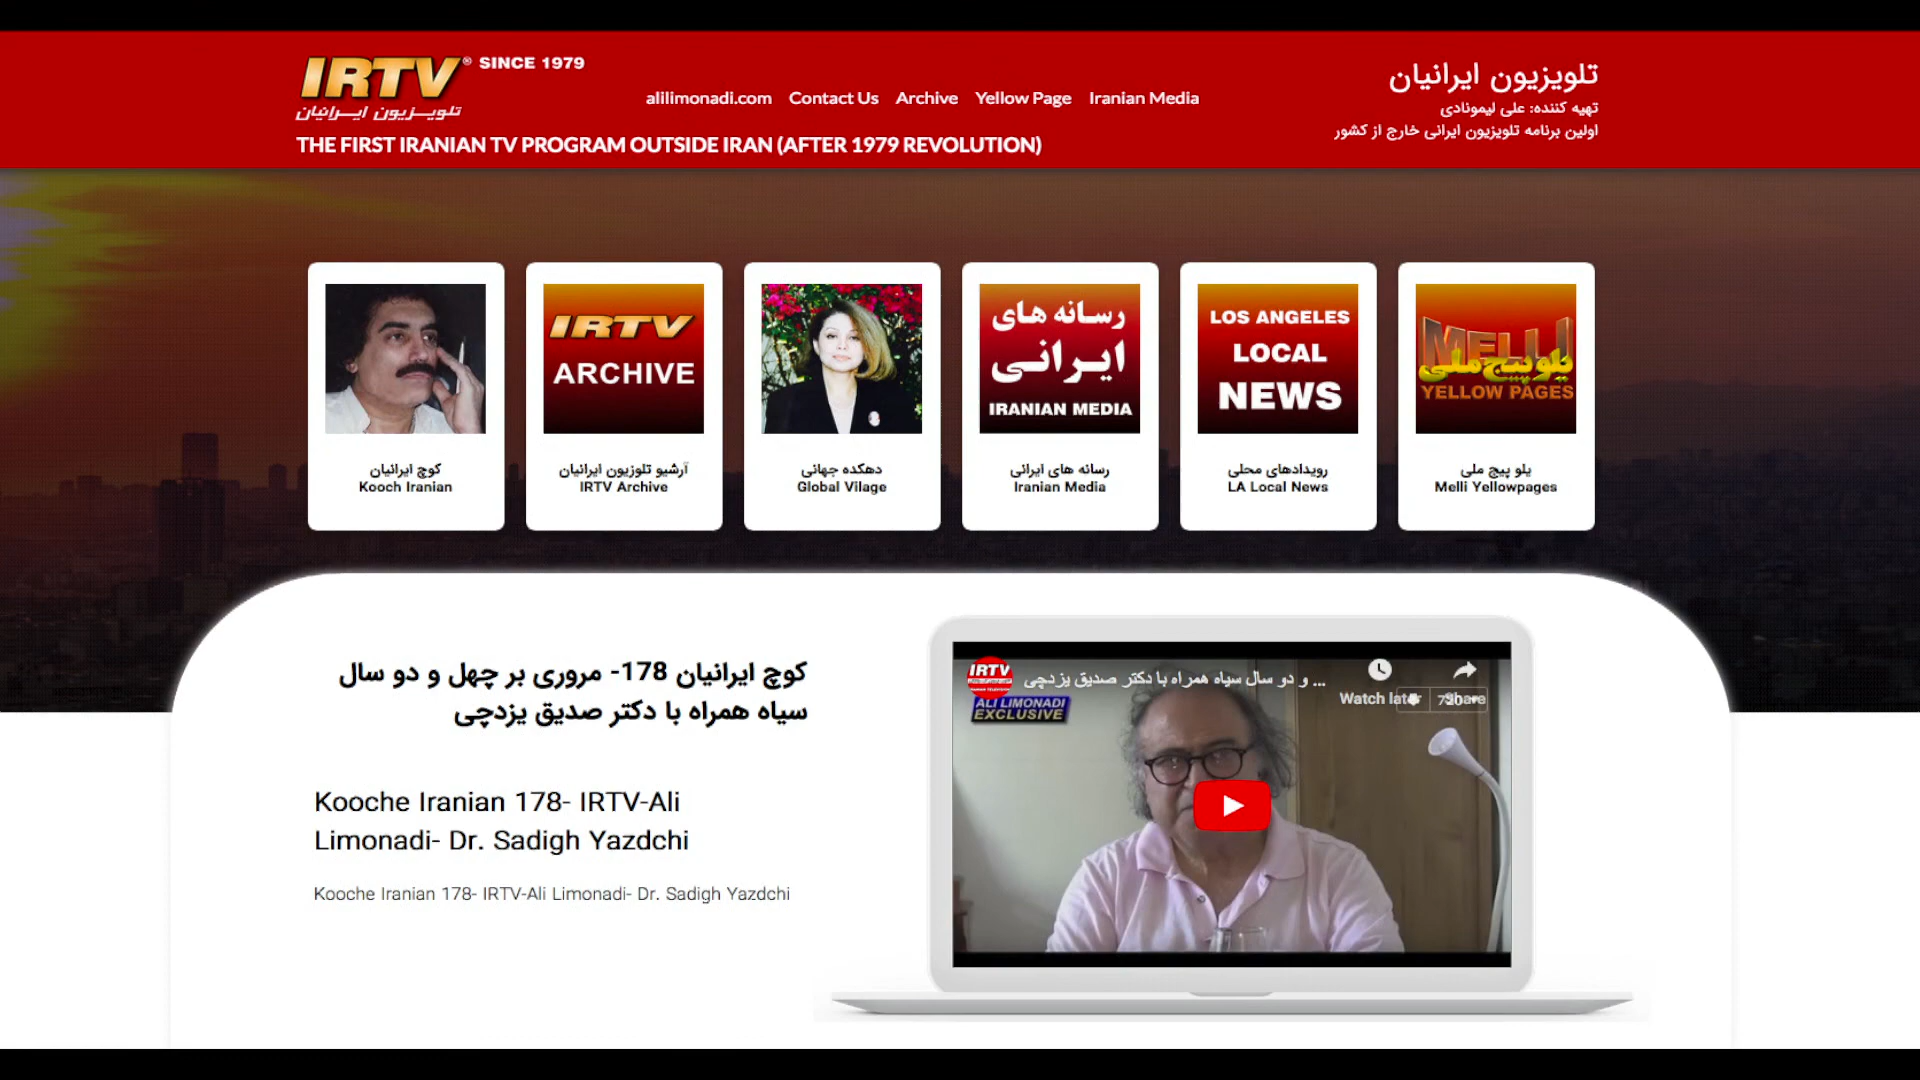 IRTV® SINCE 1979
تلویزیون ایرانیان
alilimonadi.com Contact Us Archive Yellow Page Iranian Media
THE FIRST IRANIAN TV PROGRAM OUTSIDE IRAN (AFTER 1979 REVOLUTION)
تلویزیون ایرانیان
تهیه کننده: علی لیمونادی
اولین برنامه تلویزیون ایرانی خارج از کشور
کوچ ایرانیان
Kooch Iranian
IRTV
ARCHIVE
آرشیو تلوزیون ایرانیان
IRTV Archive
دهکده جهانی
Global Vilage
رسانه های
ایرانی
IRANIAN MEDIA
رسانه های ایرانی
Iranian Media
LOS ANGELES
LOCAL
NEWS
رویدادهای محلی
LA Local News
MELLI
یلو پیج ملی
YELLOW PAGES
یلو پیج ملی
Melli Yellowpages
کوچ ایرانیان 178- مروری بر چهل و دو سال
سیاه همراه با دکتر صدیق یزدچی
Kooche Iranian 178- IRTV-Ali
Limonadi- Dr. Sadigh Yazdchi
Kooche Iranian 178- IRTV-Ali Limonadi- Dr. Sadigh Yazdchi
IRTV
... و دو سال سیاه همراه با دکتر صدیق یزدچی
Watch later
Share
ALI LIMONADI
EXCLUSIVE